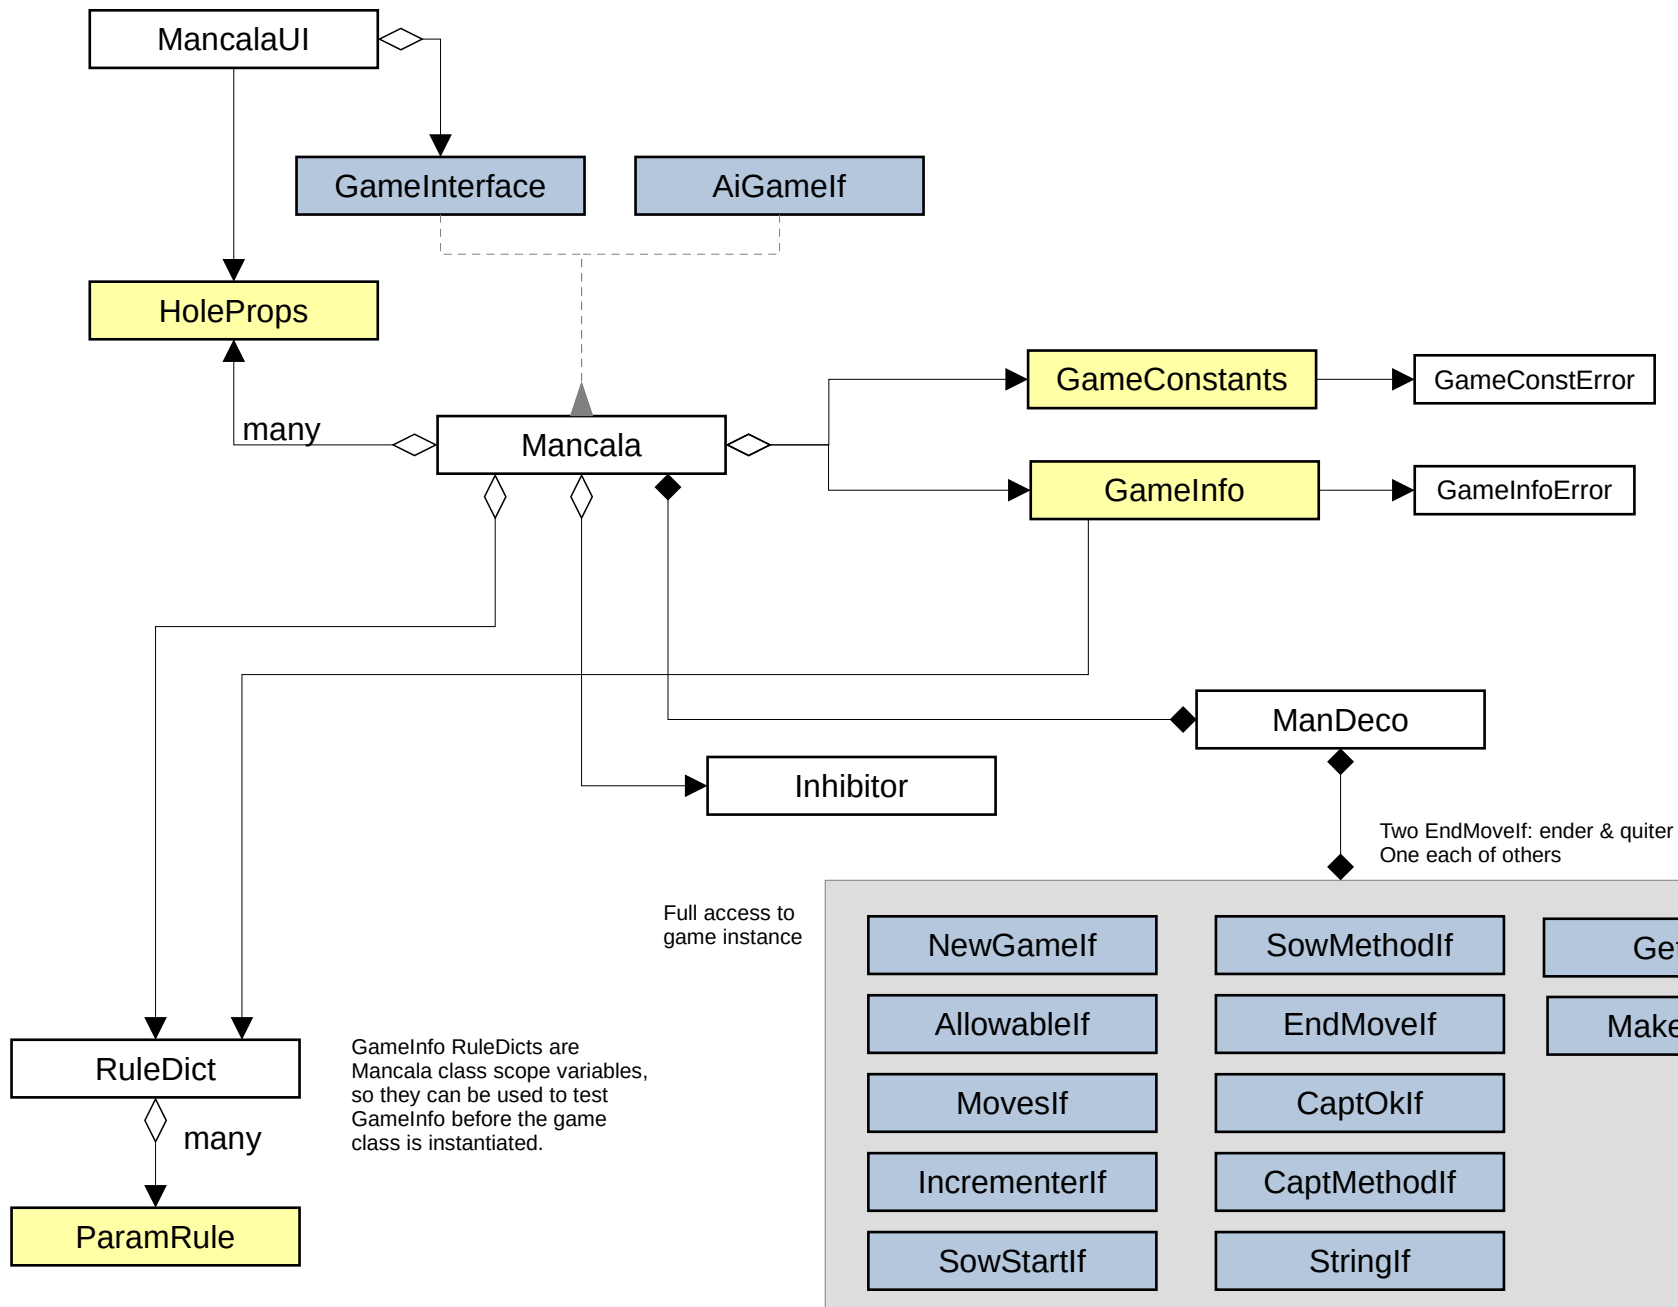 MancalaUI
GameInterface
AiGameIf
HoleProps
GameConstants
GameConstError
many
Mancala
GameInfo
GameInfoError
ManDeco
Inhibitor
Two EndMoveIf: ender & quiter
One each of others
Full access to
game instance
NewGameIf
SowMethodIf
AllowableIf
EndMoveIf
Make
MovesIf
CaptOkIf
IncrementerIf
CaptMethodIf
SowStartIf
StringIf
RuleDict
GameInfo RuleDicts are
Mancala class scope variables,
so they can be used to test
GameInfo before the game
class is instantiated.
many
ParamRule